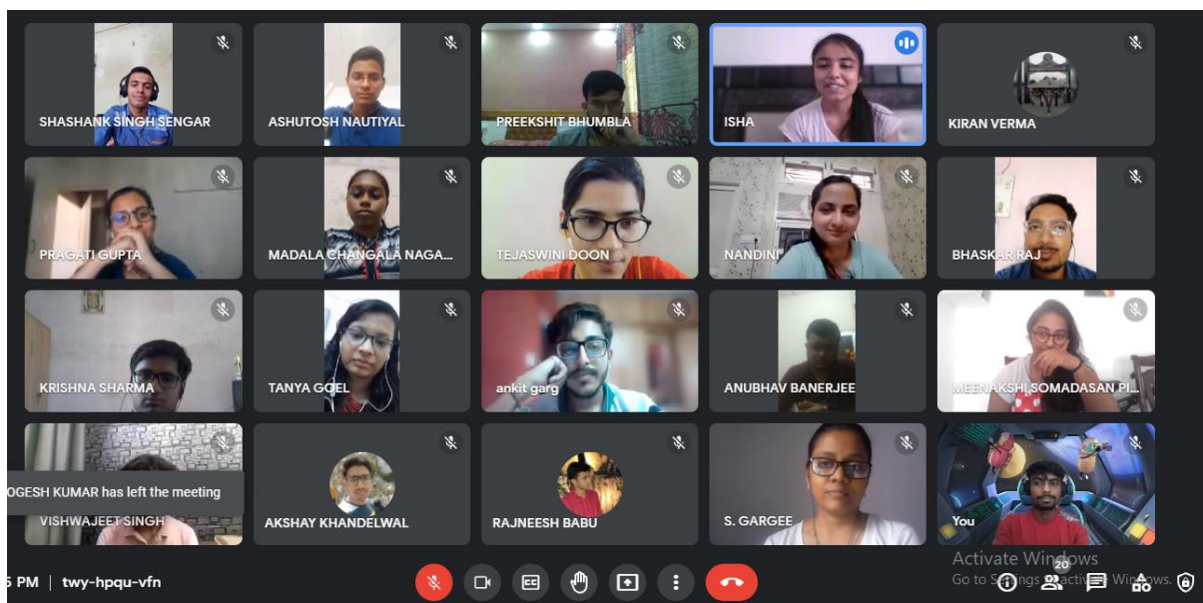 SHASHANK SINGH SENGAR
ASHUTOSH NAUTIYAL
PREEKSHIT BHUMBLA
ISHA
KIRAN VERMA
PRAGATI GUPTA
MADALA CHANGALA NAGA...
TEJASWINI DOON
NANDINI
BHASKAR RAJ
KRISHNA SHARMA
TANYA GOEL
ankit garg
ANUBHAV BANERJEE
MEENAKSHI SOMADASAN PI...
OGESH KUMAR has left the meeting
VISHWAJEET SINGH
AKSHAY KHANDELWAL
RAJNEESH BABU
S. GARGEE
You
Activate Windows
Go to Settings to activate Windows.
5 PM | twy-hpqu-vfn
CC
20